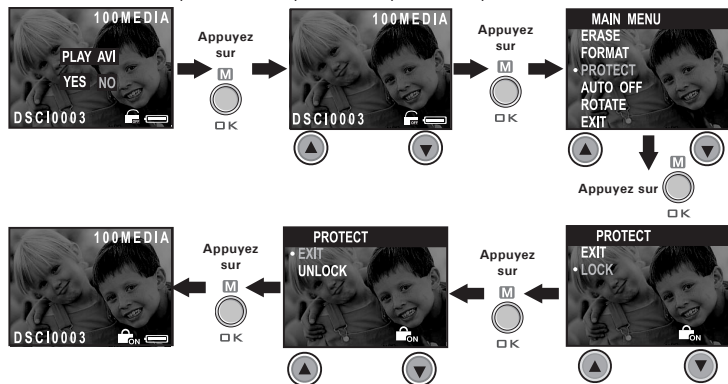 100MEDIA
PLAY AVI
YES NO
DSCI0003
OFF
Appuyez
sur
M
OK
100MEDIA
DSCI0003
OFF
Appuyez
sur
M
OK
MAIN MENU
ERASE
FORMAT
• PROTECT
AUTO OFF
ROTATE
EXIT
Appuyez sur
M
OK
PROTECT
EXIT
• LOCK
ON
Appuyez
sur
M
OK
PROTECT
• EXIT
UNLOCK
ON
Appuyez
sur
M
OK
100MEDIA
DSCI0003
ON